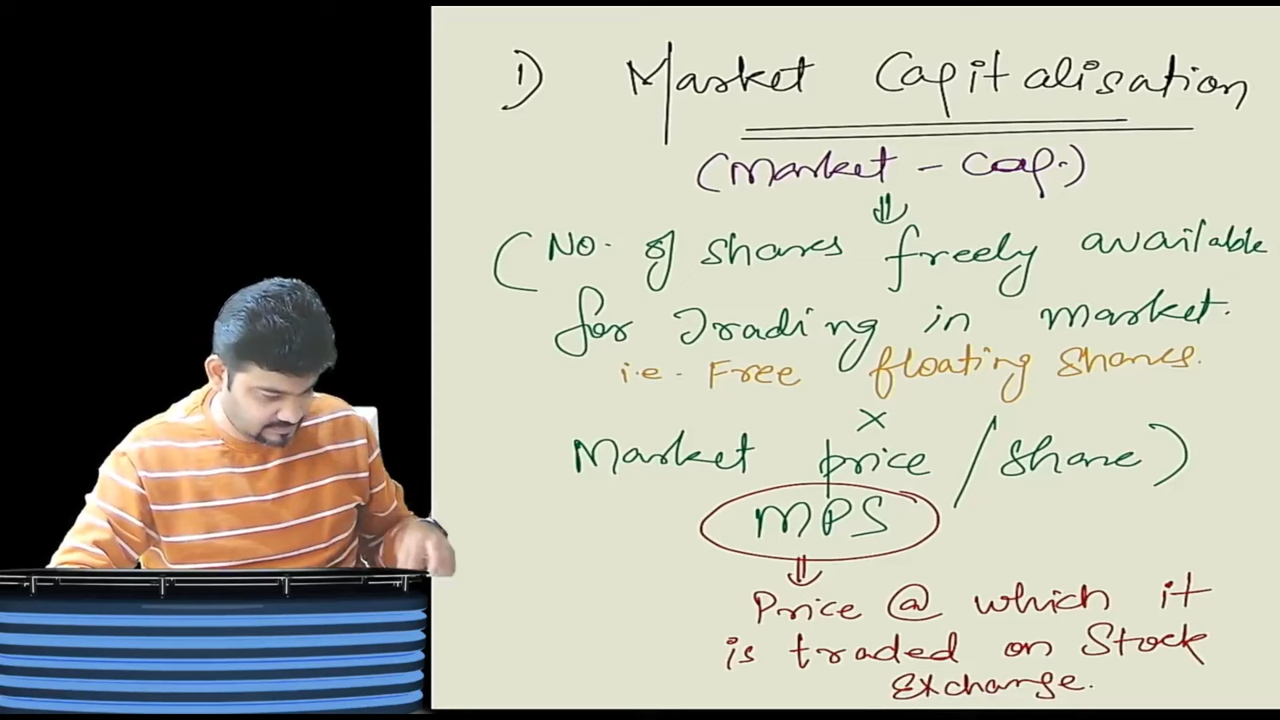 1) Market Capitalisation
(Market - Cap.)
(No. of shares freely available
for Trading in market.
i.e. Free floating shares.
×
Market price / share)
MPS
Price @ which it
is traded on Stock
Exchange.